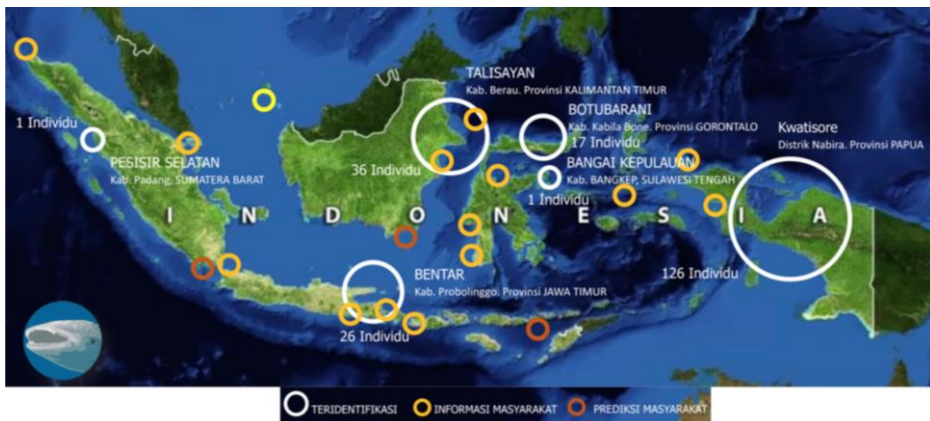 TALISAYAN
Kab. Berau. Provinsi KALIMANTAN TIMUR
BOTUBARANI
Kab. Kabila Bone. Provinsi GORONTALO
17 Individu
Kwatisore
Distrik Nabira. Provinsi PAPUA
1 Individu
PESISIR SELATAN
Kab. Padang, SUMATERA BARAT
36 Individu
BANGAI KEPULAUAN
Kab. BANGKEP, SULAWESI TENGAH
1 Individu
INDONESIA
126 Individu
BENTAR
Kab. Probolinggo. Provinsi JAWA TIMUR
26 Individu
TERIDENTIFIKASI INFORMASI MASYARAKAT PREDIKSI MASYARAKAT